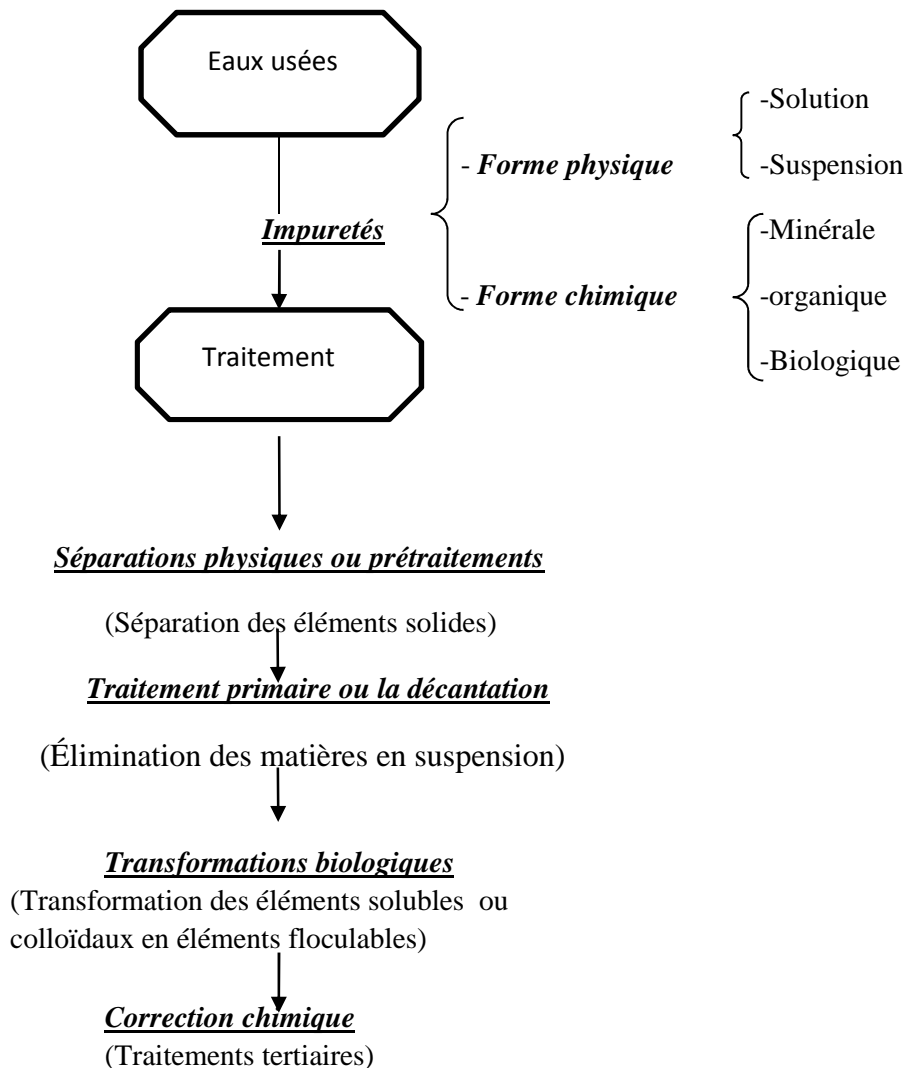 Eaux usées
-Solution
- Forme physique
-Suspension
Impuretés
-Minérale
- Forme chimique
-organique
-Biologique
Traitement
Séparations physiques ou prétraitements
(Séparation des éléments solides)
Traitement primaire ou la décantation
(Élimination des matières en suspension)
Transformations biologiques
(Transformation des éléments solubles ou
colloïdaux en éléments floculables)
Correction chimique
(Traitements tertiaires)